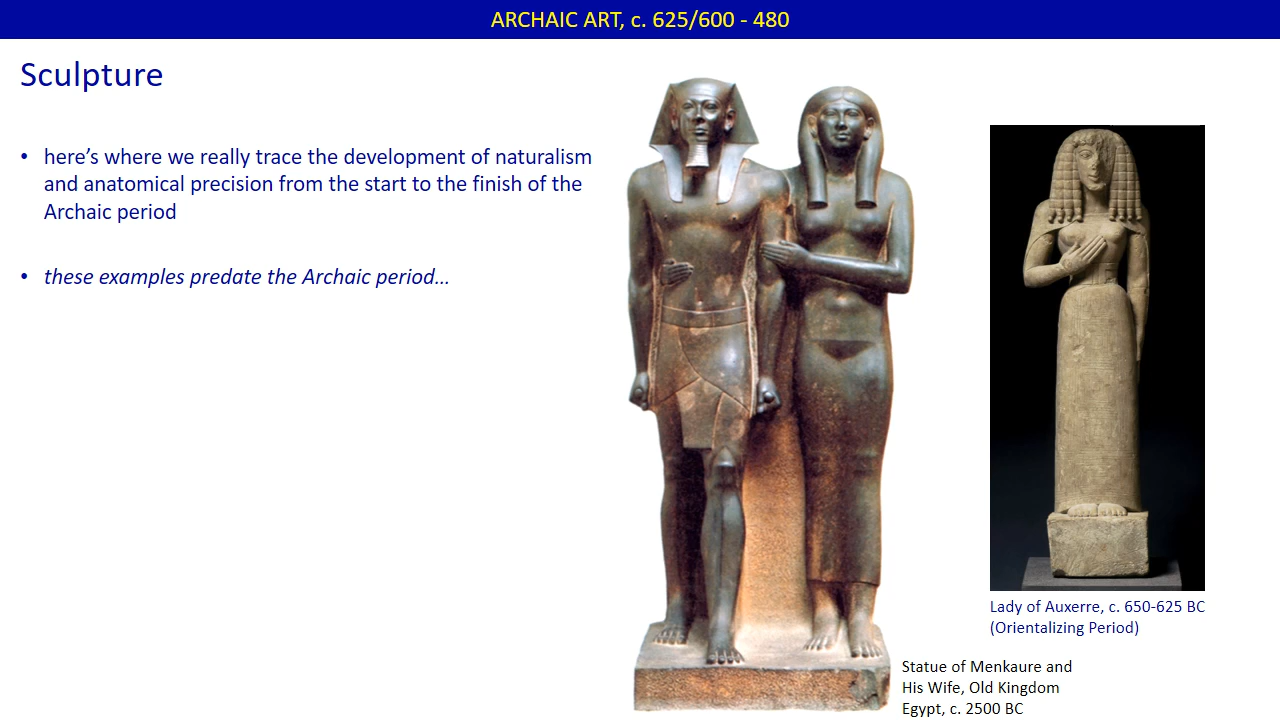 ARCHAIC ART, c. 625/600 - 480
Sculpture
• here’s where we really trace the development of naturalism
and anatomical precision from the start to the finish of the
Archaic period
• these examples predate the Archaic period…
Lady of Auxerre, c. 650-625 BC
(Orientalizing Period)
Statue of Menkaure and
His Wife, Old Kingdom
Egypt, c. 2500 BC